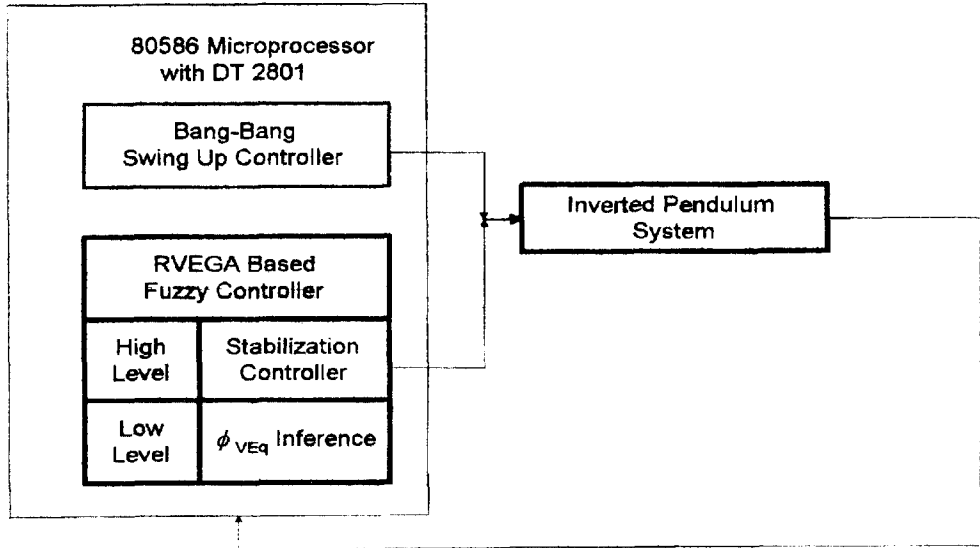 80586 Microprocessor
with DT 2801
Bang-Bang
Swing Up Controller
Inverted Pendulum
System
RVEGA Based
Fuzzy Controller
High
Level
Stabilization
Controller
Low
Level
ϕ VEq Inference